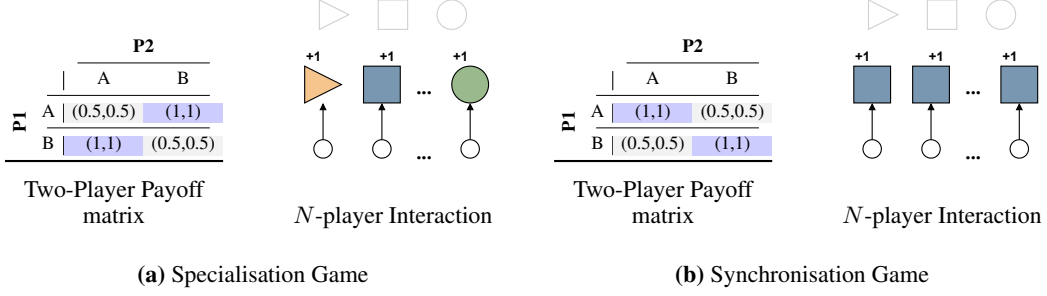 P2
A B
P1
A (0.5,0.5) (1,1)
B (1,1) (0.5,0.5)
Two-Player Payoff
matrix
+1 +1 +1
...
...
N-player Interaction
(a) Specialisation Game
P2
A B
P1
A (1,1) (0.5,0.5)
B (0.5,0.5) (1,1)
Two-Player Payoff
matrix
+1 +1 +1
...
...
N-player Interaction
(b) Synchronisation Game